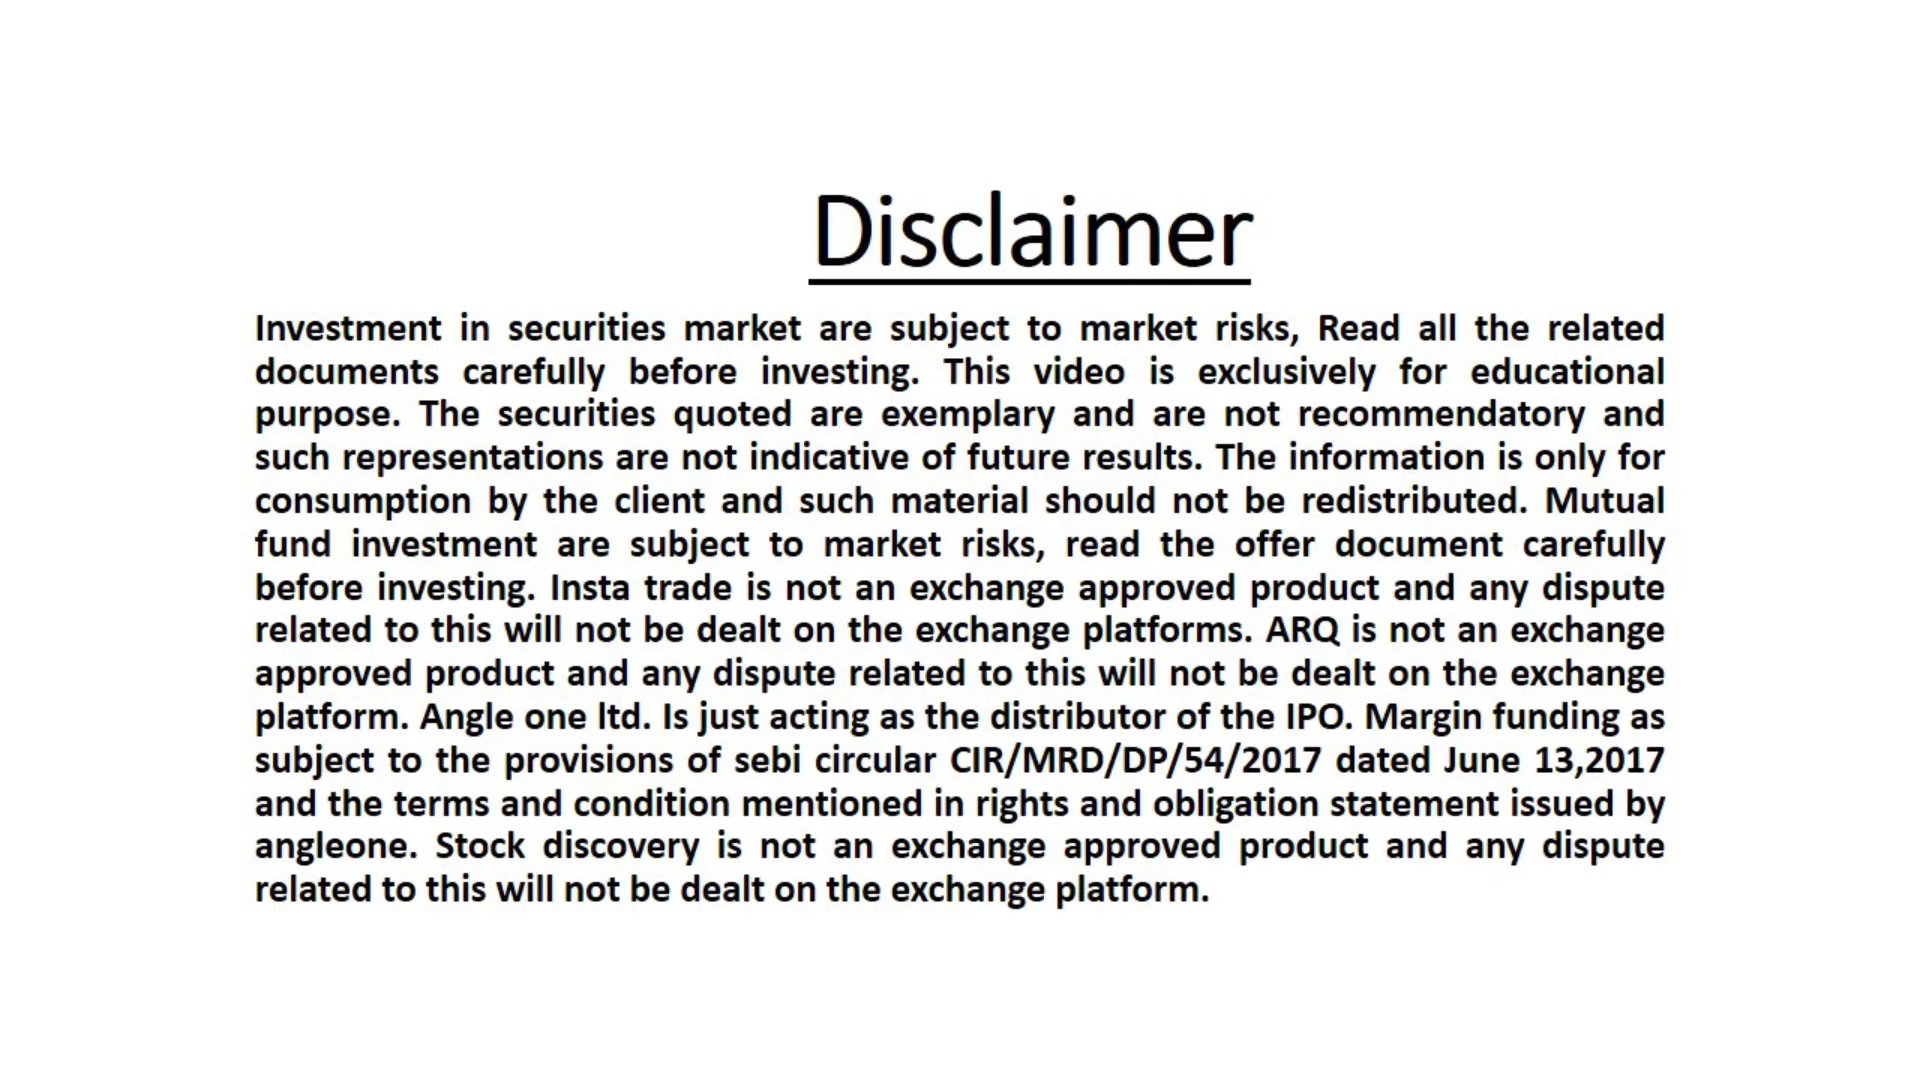 Disclaimer
Investment in securities market are subject to market risks, Read all the related
documents carefully before investing. This video is exclusively for educational
purpose. The securities quoted are exemplary and are not recommendatory and
such representations are not indicative of future results. The information is only for
consumption by the client and such material should not be redistributed. Mutual
fund investment are subject to market risks, read the offer document carefully
before investing. Insta trade is not an exchange approved product and any dispute
related to this will not be dealt on the exchange platforms. ARQ is not an exchange
approved product and any dispute related to this will not be dealt on the exchange
platform. Angle one ltd. Is just acting as the distributor of the IPO. Margin funding as
subject to the provisions of sebi circular CIR/MRD/DP/54/2017 dated June 13,2017
and the terms and condition mentioned in rights and obligation statement issued by
angleone. Stock discovery is not an exchange approved product and any dispute
related to this will not be dealt on the exchange platform.